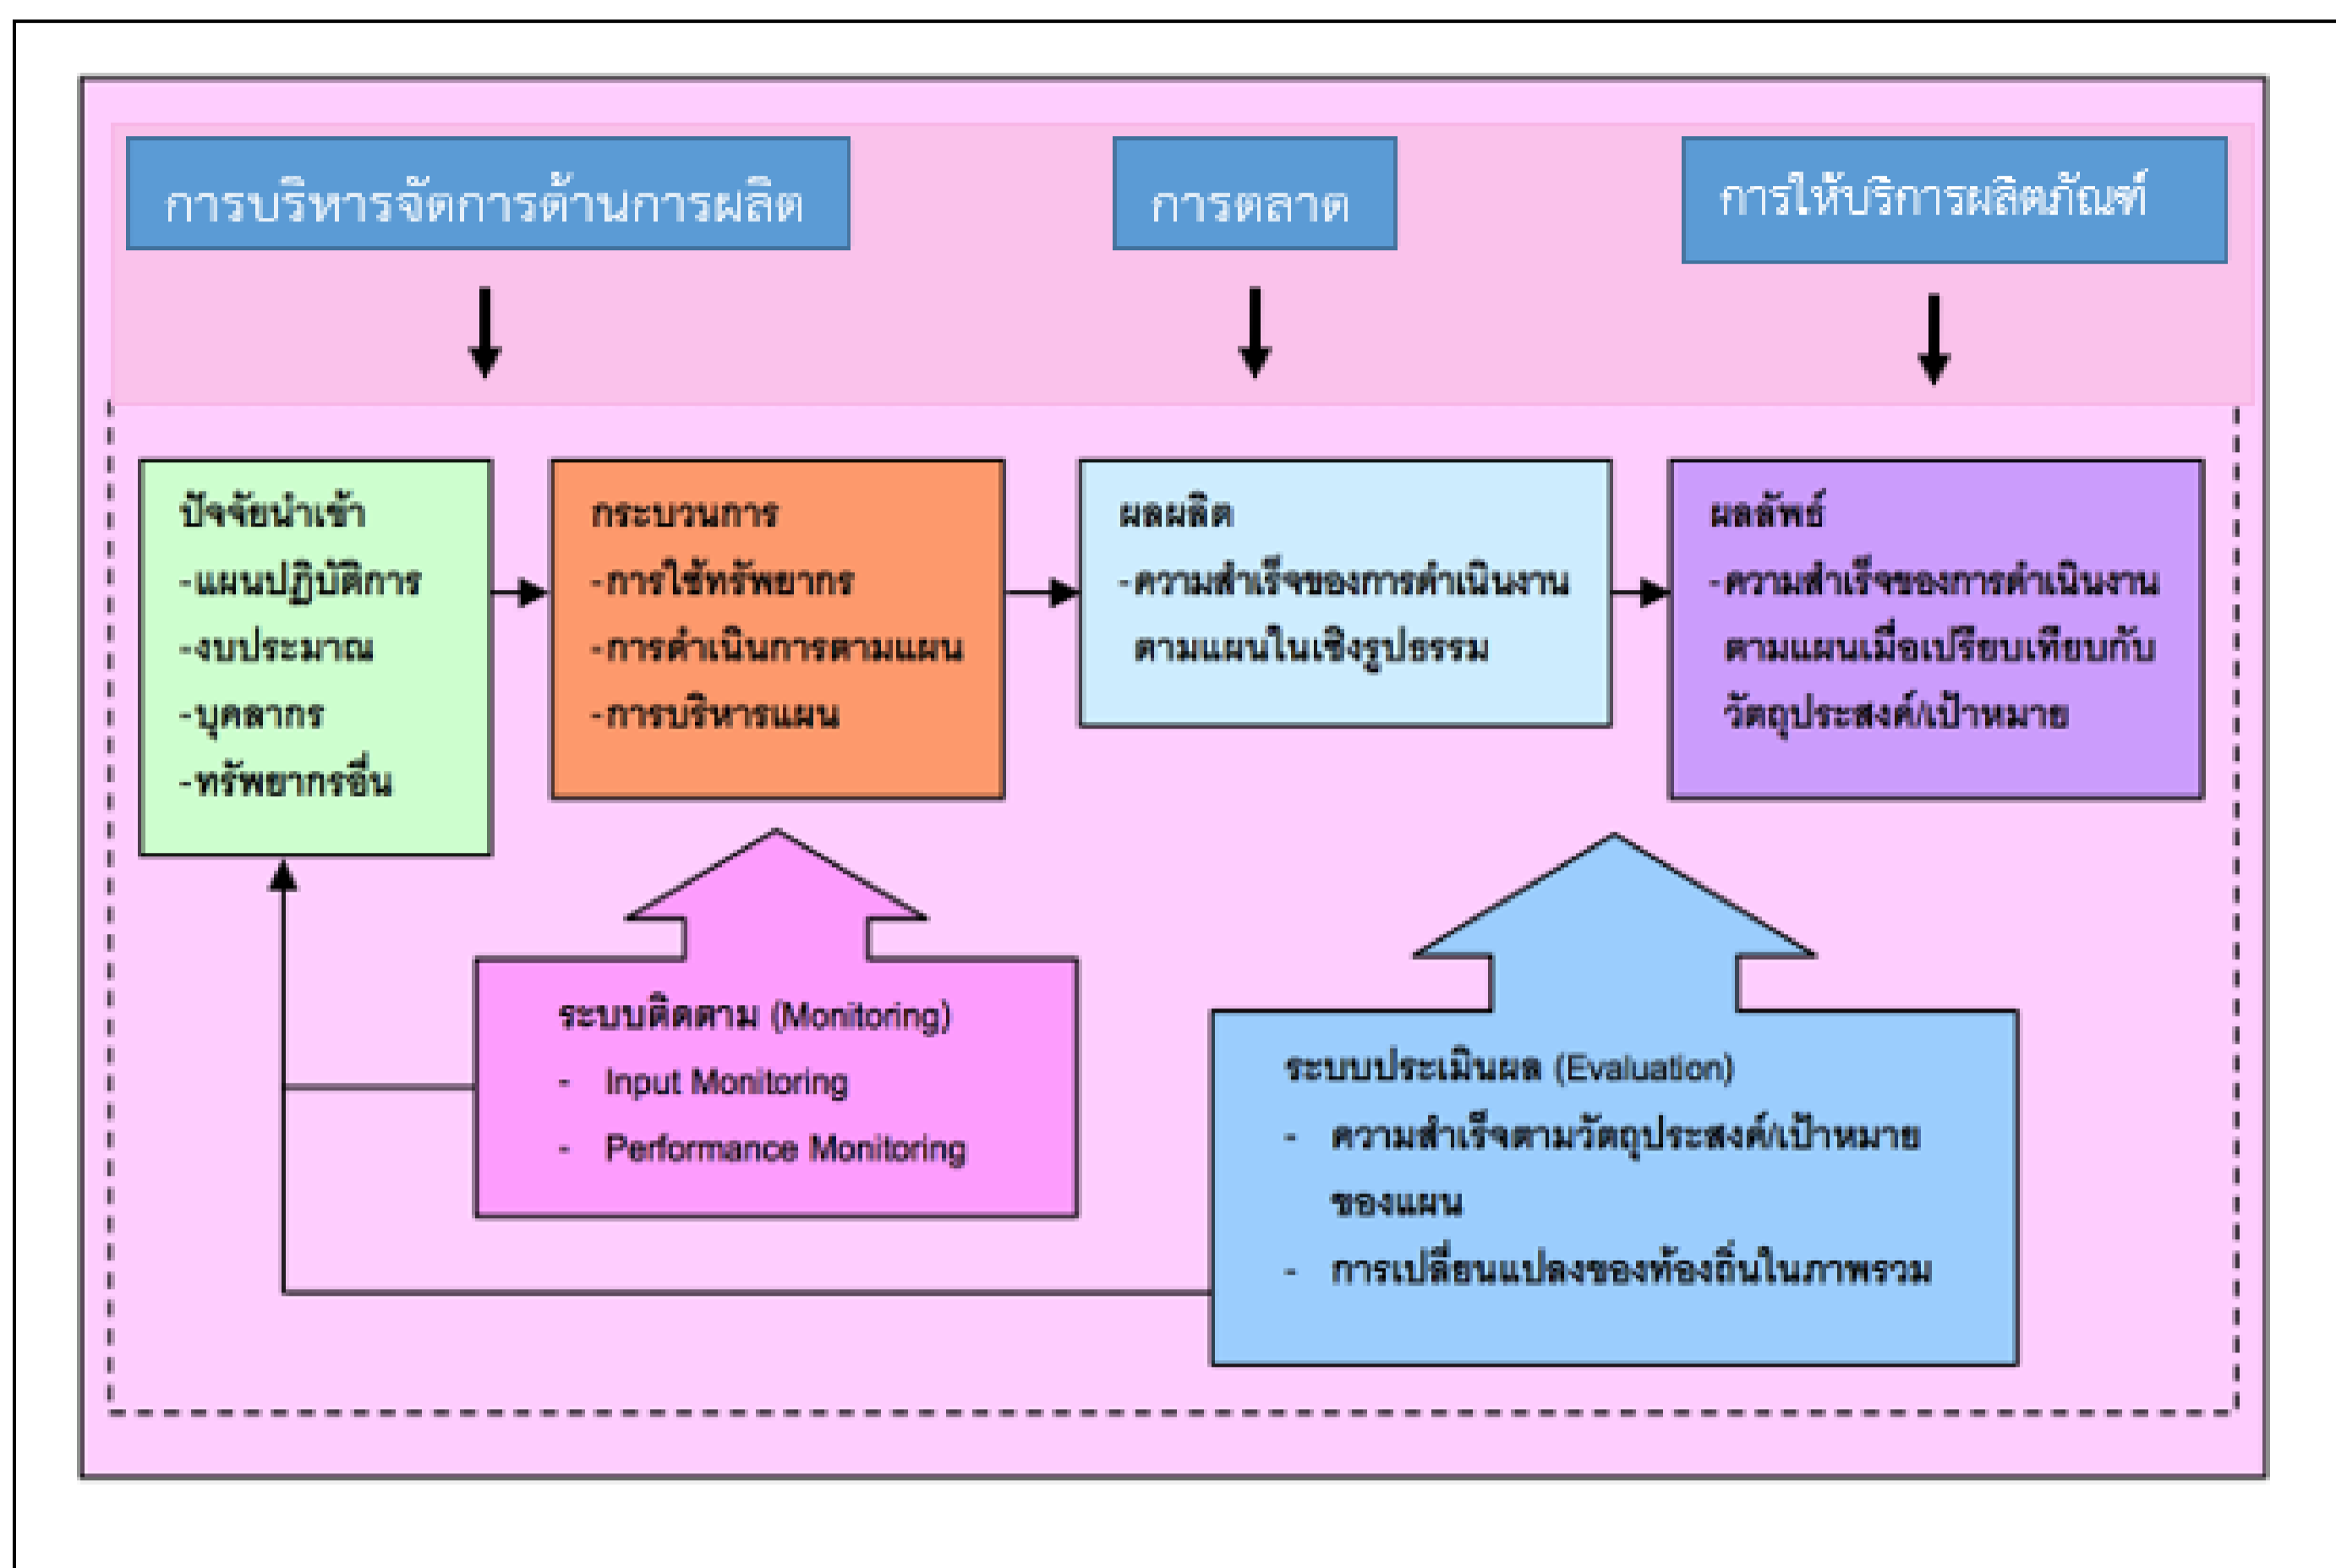 การบริหารจัดการด้านการผลิต
การตลาด
การให้บริการผลิตภัณฑ์
ปัจจัยนำเข้า
-แผนปฏิบัติการ
-งบประมาณ
-บุคลากร
-ทรัพยากรอื่น
กระบวนการ
-การใช้ทรัพยากร
-การดำเนินการตามแผน
-การบริหารแผน
ผลผลิต
-ความสำเร็จของการดำเนินงาน
ตามแผนในเชิงรูปธรรม
ผลลัพธ์
-ความสำเร็จของการดำเนินงาน
ตามแผนเมื่อเปรียบเทียบกับ
วัตถุประสงค์/เป้าหมาย
ระบบติดตาม (Monitoring)
- Input Monitoring
- Performance Monitoring
ระบบประเมินผล (Evaluation)
- ความสำเร็จตามวัตถุประสงค์/เป้าหมาย
ของแผน
- การเปลี่ยนแปลงของท้องถิ่นในภาพรวม